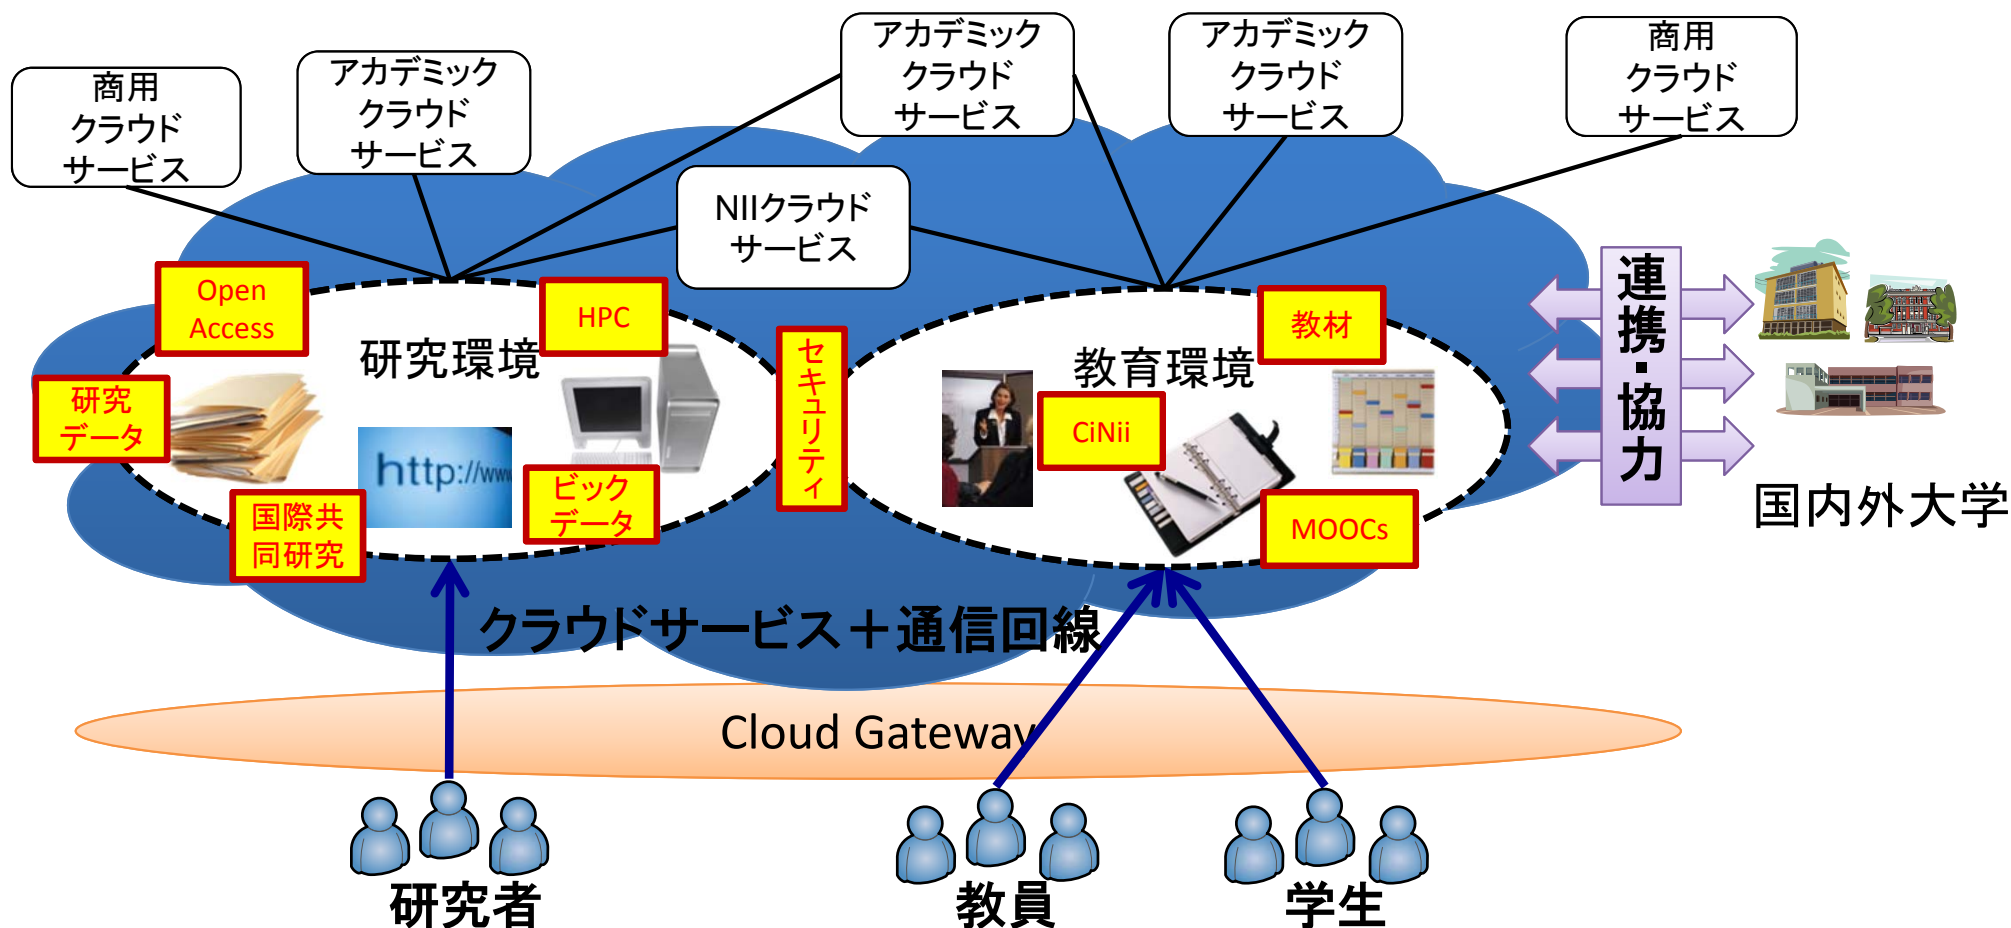 商用
クラウド
サービス
アカデミック
クラウド
サービス
アカデミック
クラウド
サービス
アカデミック
クラウド
サービス
商用
クラウド
サービス
NIIクラウド
サービス
Open
Access
HPC
研究環境
研究
データ
http://www
国際共
同研究
ビック
データ
セキュリティ
教材
教育環境
CiNii
MOOCs
連携・協力
国内外大学
クラウドサービス＋通信回線
Cloud Gateway
研究者
教員
学生